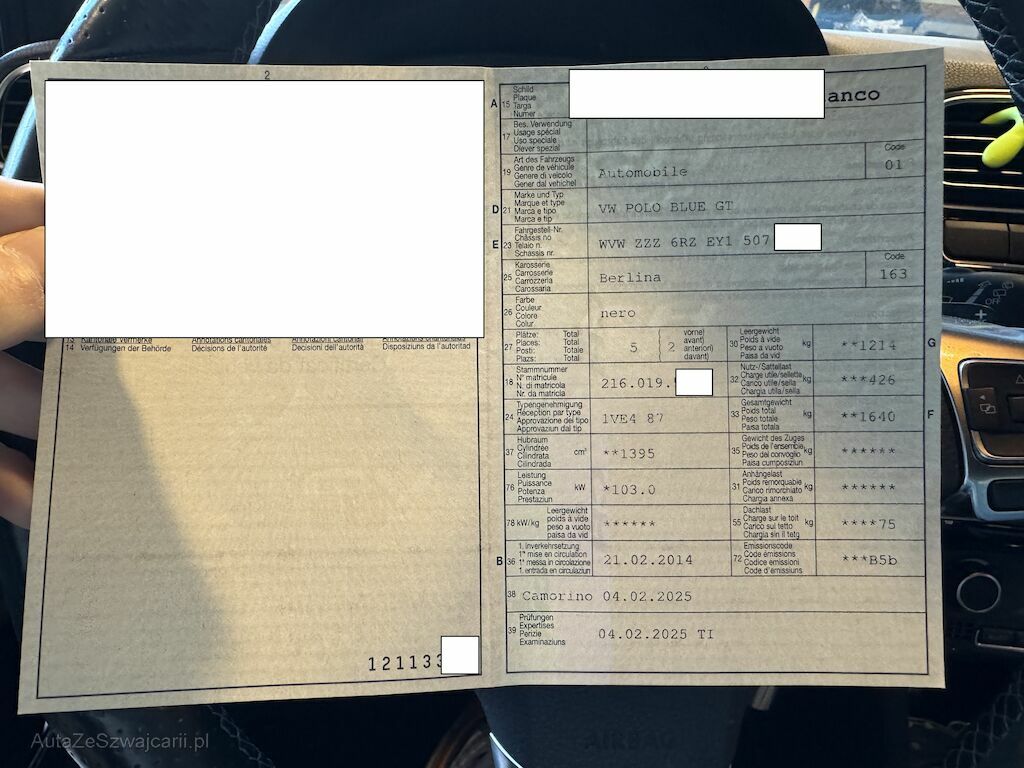 2
13 Kantonale Vermerke Annotations cantonales Annotazioni cantonali Annotaziuns chantunalas
14 Verfügungen der Behörde Décisions de l'autorité Decisioni dell'autorità Disposiziuns da l'autoritad
121133
A 15 Schild
Plaque
Targa
Numer
anco
17 Bes. Verwendung
Usage spécial
Uso speciale
Diever spezial
19 Art des Fahrzeugs
Genre de véhicule
Genere di veicolo
Gener dal vehichel
Automobile
Code
01
D 21 Marke und Typ
Marque et type
Marca e tipo
Marca e tip
VW POLO BLUE GT
E 23 Fahrgestell-Nr.
Châssis no
Telaio n.
Schassis nr.
WVW ZZZ 6RZ EY1 507
25 Karosserie
Carrosserie
Carrozzeria
Carossaria
Berlina
Code
163
26 Farbe
Couleur
Colore
Colur
nero
27 Plätze: Total
Places: Total
Posti: Totale
Plazs: Total
5 2
vorne)
avant)
anteriori)
davant)
30 Leergewicht
Poids à vide
Peso a vuoto
Paisa da vid
kg
**1214
G
18 Stammnummer
N° matricule
N. di matricola
Nr. da matricla
216.019.
32 Nutz-/Sattellast
Charge utile/sellette
Carico utile/sella
Chargia utila/sella
kg
***426
24 Typengenehmigung
Réception par type
Approvazione del tipo
Approvaziun dal tip
1VE4 87
33 Gesamtgewicht
Poids total
Peso totale
Paisa totala
kg
**1640
F
37 Hubraum
Cylindrée
Cilindrata
Cilindrada
cm³
**1395
35 Gewicht des Zuges
Poids de l'ensemble
Peso del convoglio
Paisa cumposiziun
kg
******
76 Leistung
Puissance
Potenza
Prestaziun
kW
*103.0
31 Anhängelast
Poids remorquable
Carico rimorchiato
Chargia annexa
kg
******
78 kW/kg
Leergewicht
poids à vide
peso a vuoto
paisa da vid
******
55 Dachlast
Charge sur le toit
Carico sul tetto
Chargia sin il tetg
kg
****75
B 36 1. Inverkehrsetzung
1re mise en circulation
1a messa in circolazione
1. entrada en circulaziun
21.02.2014
72 Emissionscode
Code émissions
Codice emissioni
Code d'emissiuns
***B5b
38 Camorino 04.02.2025
39 Prüfungen
Expertises
Perizie
Examinaziuns
04.02.2025 TI
AutaZeSzwajcarii.pl
AIRBAG
OFF